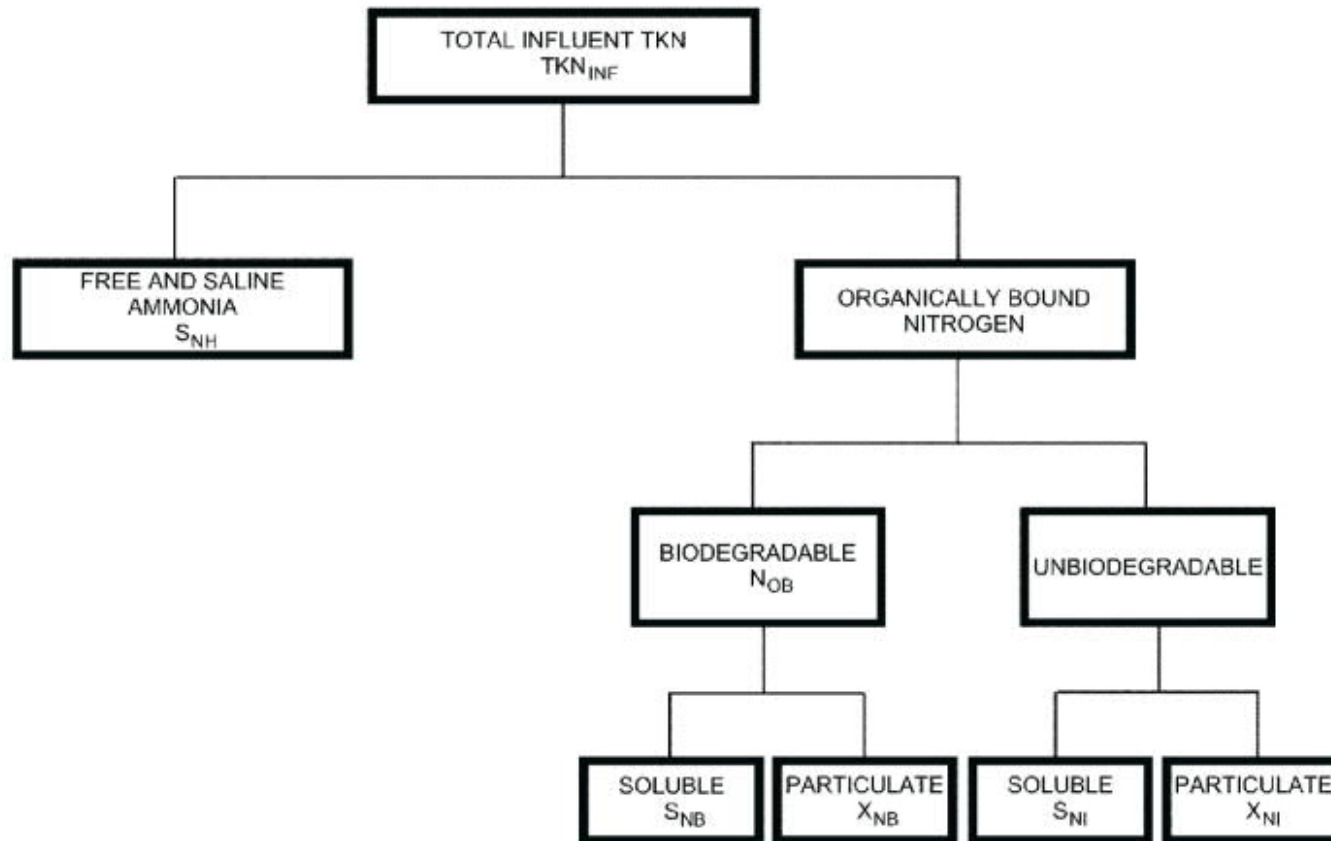 TOTAL INFLUENT TKN
TKN_INF
FREE AND SALINE
AMMONIA
S_NH
ORGANICALLY BOUND
NITROGEN
BIODEGRADABLE
N_OB
UNBIODEGRADABLE
SOLUBLE
S_NB
PARTICULATE
X_NB
SOLUBLE
S_NI
PARTICULATE
X_NI